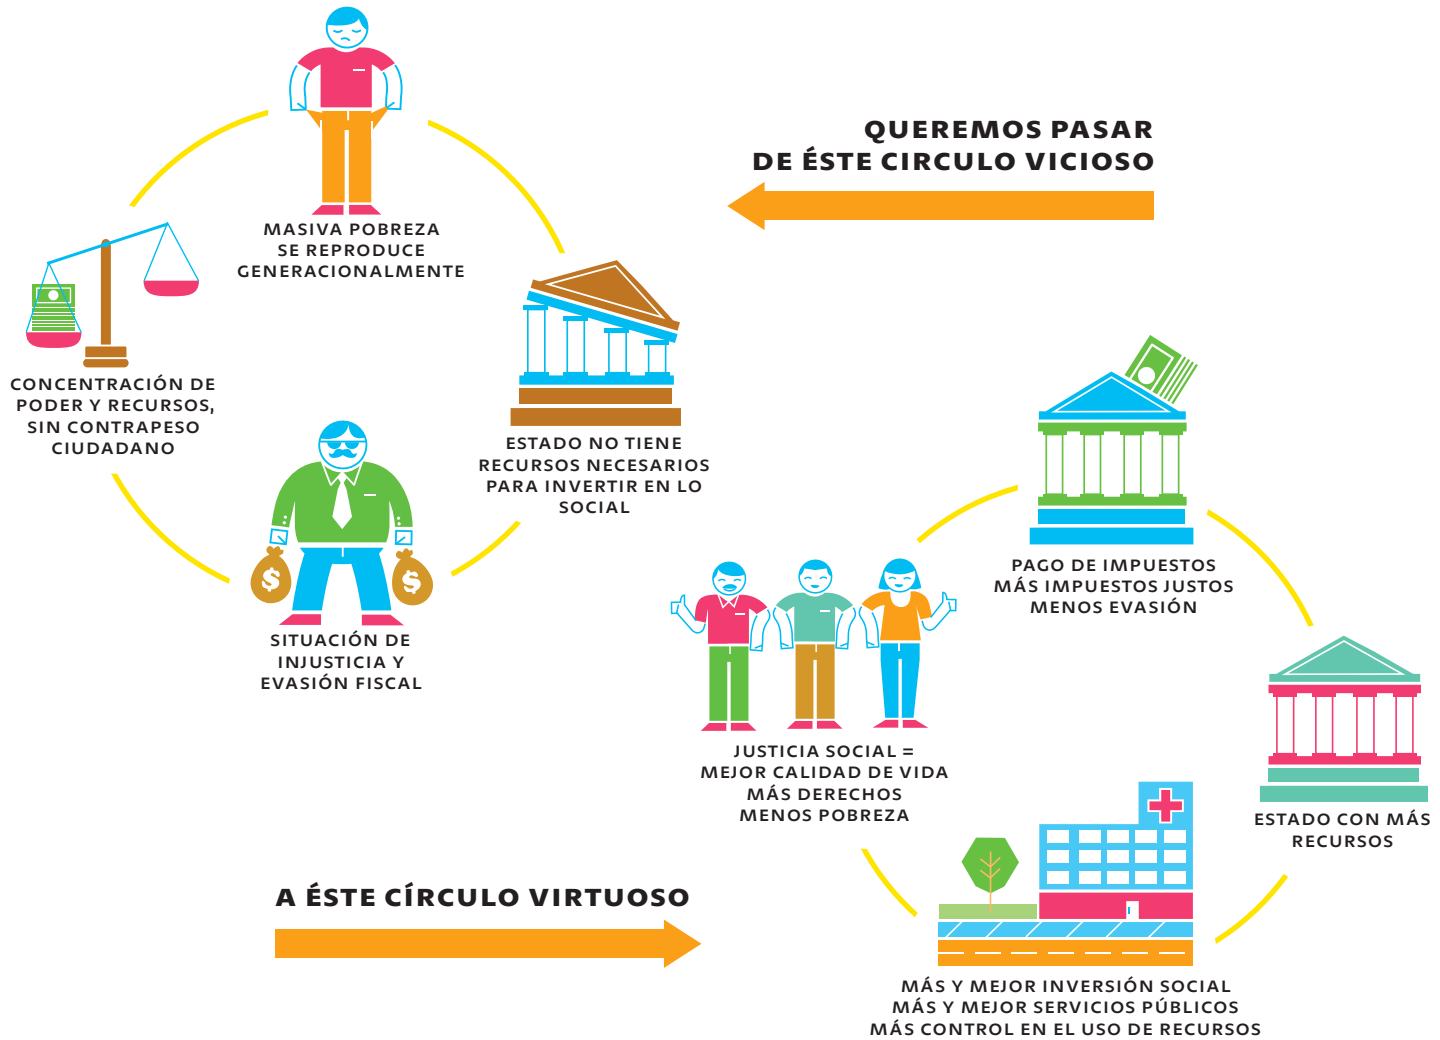 QUEREMOS PASAR
DE ÉSTE CIRCULO VICIOSO
MASIVA POBREZA
SE REPRODUCE
GENERACIONALMENTE
CONCENTRACIÓN DE
PODER Y RECURSOS,
SIN CONTRAPESO
CIUDADANO
ESTADO NO TIENE
RECURSOS NECESARIOS
PARA INVERTIR EN LO
SOCIAL
$
$
SITUACIÓN DE
INJUSTICIA Y
EVASIÓN FISCAL
PAGO DE IMPUESTOS
MÁS IMPUESTOS JUSTOS
MENOS EVASIÓN
JUSTICIA SOCIAL =
MEJOR CALIDAD DE VIDA
MÁS DERECHOS
MENOS POBREZA
ESTADO CON MÁS
RECURSOS
A ÉSTE CÍRCULO VIRTUOSO
MÁS Y MEJOR INVERSIÓN SOCIAL
MÁS Y MEJOR SERVICIOS PÚBLICOS
MÁS CONTROL EN EL USO DE RECURSOS